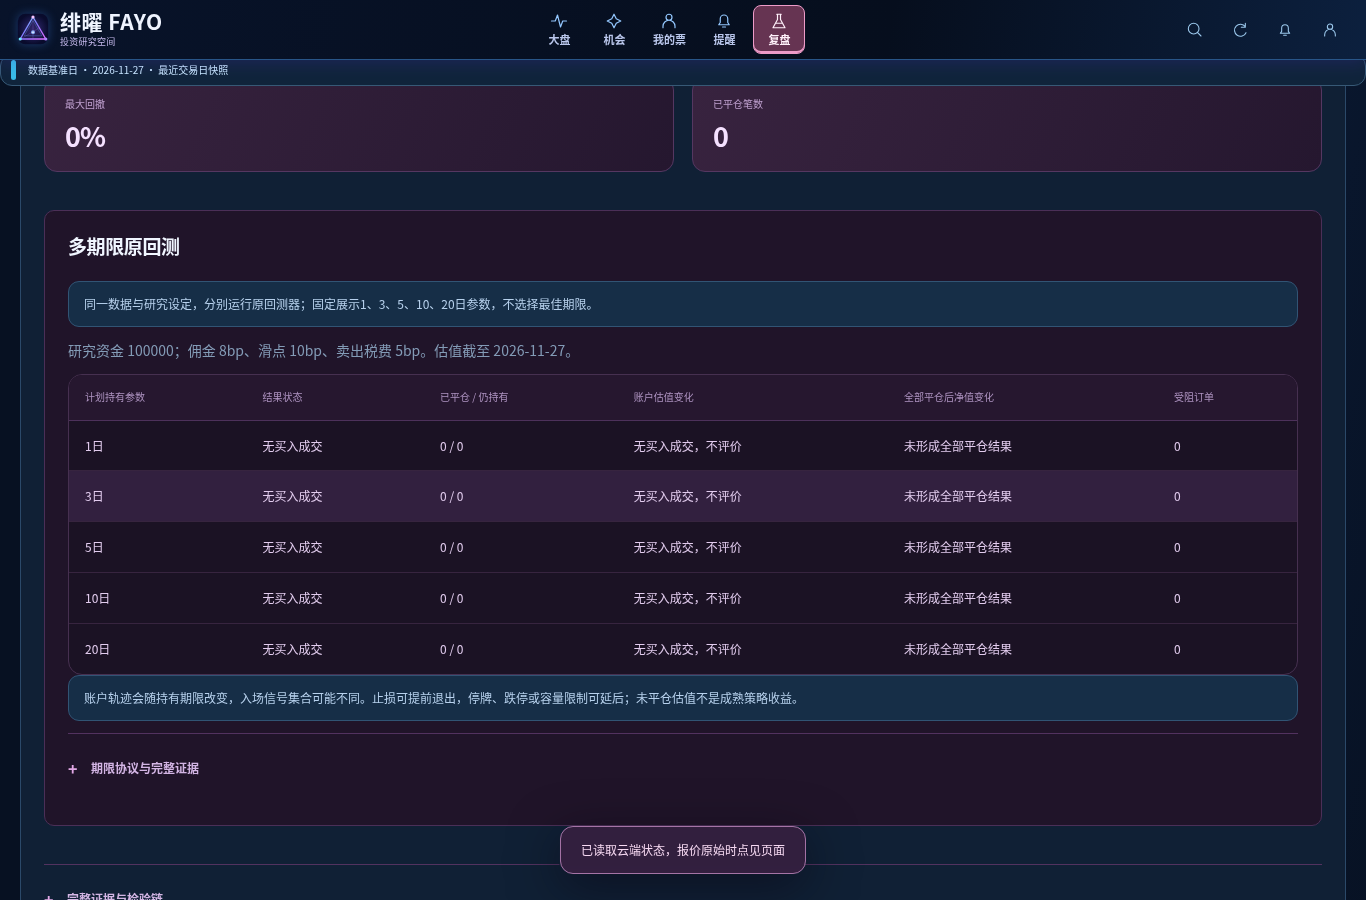 绯曜 FAYO
投资研究空间
大盘
机会
我的票
提醒
复盘
数据基准日 · 2026-11-27 · 最近交易日快照
最大回撤
0%
已平仓笔数
0
多期限原回测
同一数据与研究设定，分别运行原回测器；固定展示1、3、5、10、20日参数，不选择最佳期限。
研究资金 100000；佣金 8bp、滑点 10bp、卖出税费 5bp。估值截至 2026-11-27。
计划持有参数 结果状态 已平仓 / 仍持有 账户估值变化 全部平仓后净值变化 受阻订单
1日 无买入成交 0 / 0 无买入成交，不评价 未形成全部平仓结果 0
3日 无买入成交 0 / 0 无买入成交，不评价 未形成全部平仓结果 0
5日 无买入成交 0 / 0 无买入成交，不评价 未形成全部平仓结果 0
10日 无买入成交 0 / 0 无买入成交，不评价 未形成全部平仓结果 0
20日 无买入成交 0 / 0 无买入成交，不评价 未形成全部平仓结果 0
账户轨迹会随持有期限改变，入场信号集合可能不同。止损可提前退出，停牌、跌停或容量限制可延后；未平仓估值不是成熟策略收益。
+ 期限协议与完整证据
已读取云端状态，报价原始时点见页面
+ 完整证据与检验链